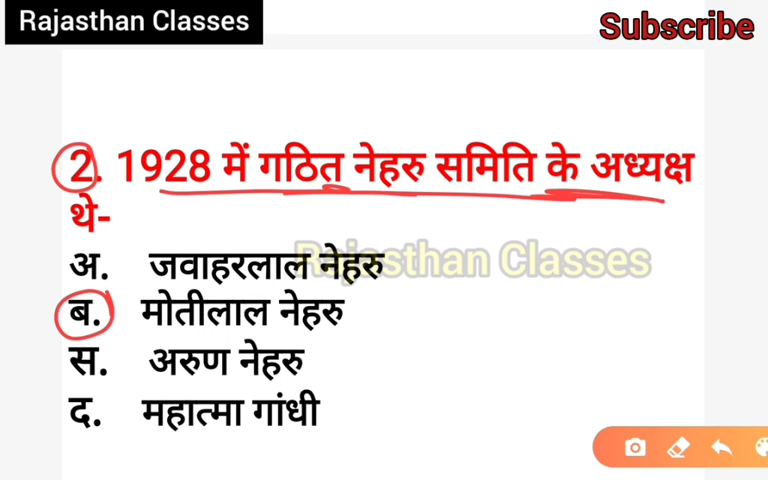 Rajasthan Classes
Subscribe
2. 1928 में गठित नेहरु समिति के अध्यक्ष
थे-
अ. जवाहरलाल नेहरु
Rajasthan Classes
ब. मोतीलाल नेहरु
स. अरुण नेहरु
द. महात्मा गांधी